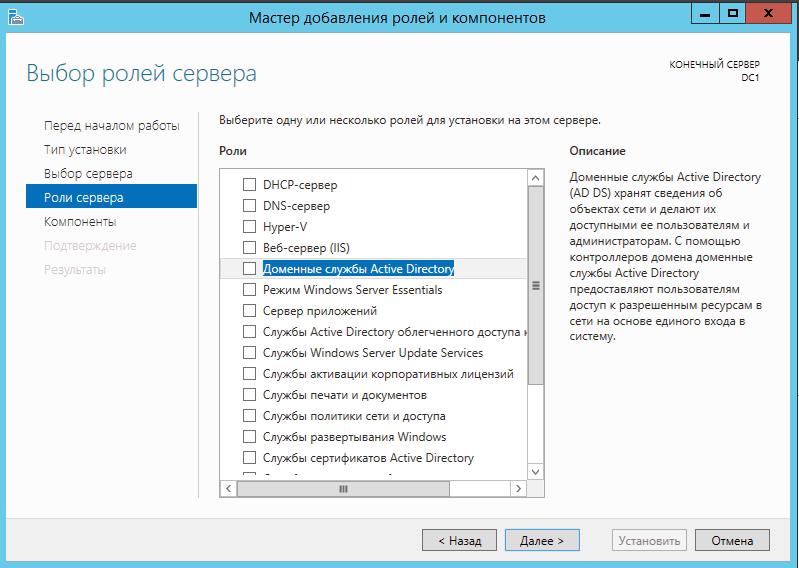 Мастер добавления ролей и компонентов
Выбор ролей сервера
КОНЕЧНЫЙ СЕРВЕР
DC1
Перед началом работы
Тип установки
Выбор сервера
Роли сервера
Компоненты
Подтверждение
Результаты
Выберите одну или несколько ролей для установки на этом сервере.
Роли
DHCP-сервер
DNS-сервер
Hyper-V
Веб-сервер (IIS)
Доменные службы Active Directory
Режим Windows Server Essentials
Сервер приложений
Службы Active Directory облегченного доступа к
Службы Windows Server Update Services
Службы активации корпоративных лицензий
Службы печати и документов
Службы политики сети и доступа
Службы развертывания Windows
Службы сертификатов Active Directory
Описание
Доменные службы Active Directory
(AD DS) хранят сведения об
объектах сети и делают их
доступными ее пользователям и
администраторам. С помощью
контроллеров домена доменные
службы Active Directory
предоставляют пользователям
доступ к разрешенным ресурсам в
сети на основе единого входа в
систему.
< Назад
Далее >
Установить
Отмена